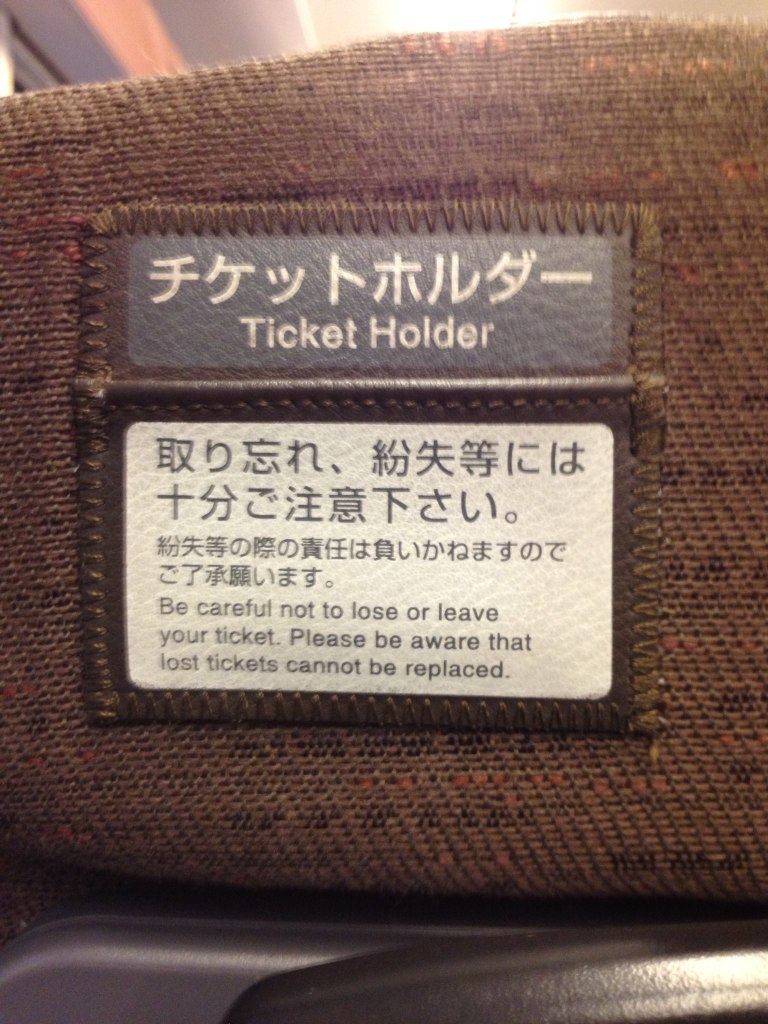 チケットホルダー
Ticket Holder
取り忘れ、紛失等には
十分ご注意下さい。
紛失等の際の責任は負いかねますので
ご了承願います。
Be careful not to lose or leave
your ticket. Please be aware that
lost tickets cannot be replaced.